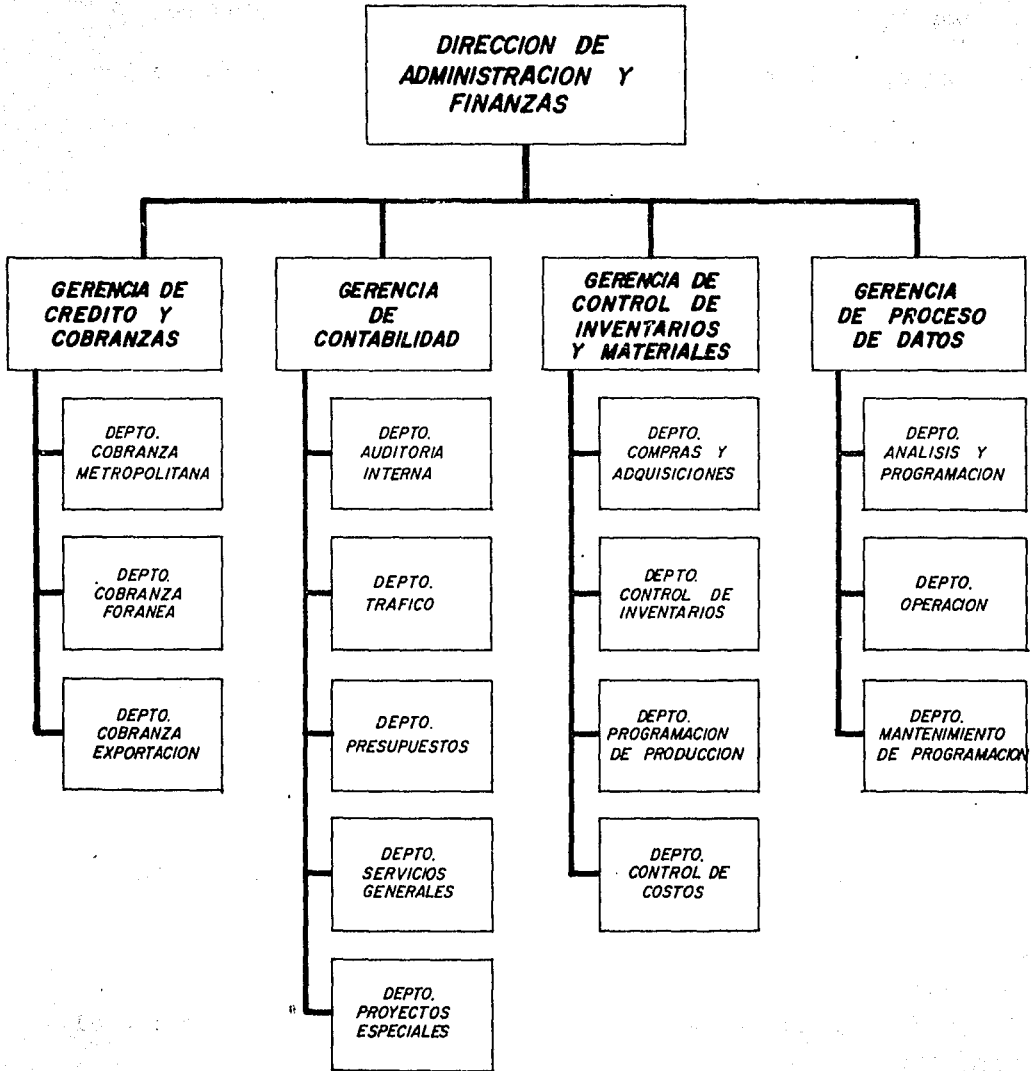 DIRECCION DE
ADMINISTRACION Y
FINANZAS
GERENCIA DE
CREDITO Y
COBRANZAS
DEPTO.
COBRANZA
METROPOLITANA
DEPTO.
COBRANZA
FORANEA
DEPTO.
COBRANZA
EXPORTACION
GERENCIA
DE
CONTABILIDAD
DEPTO.
AUDITORIA
INTERNA
DEPTO.
TRAFICO
DEPTO.
PRESUPUESTOS
DEPTO.
SERVICIOS
GENERALES
DEPTO.
PROYECTOS
ESPECIALES
GERENCIA DE
CONTROL DE
INVENTARIOS
Y MATERIALES
DEPTO.
COMPRAS Y
ADQUISICIONES
DEPTO.
CONTROL DE
INVENTARIOS
DEPTO.
PROGRAMACION
DE PRODUCCION
DEPTO.
CONTROL DE
COSTOS
GERENCIA
DE PROCESO
DE DATOS
DEPTO.
ANALISIS Y
PROGRAMACION
DEPTO.
OPERACION
DEPTO.
MANTENIMIENTO
DE PROGRAMACION